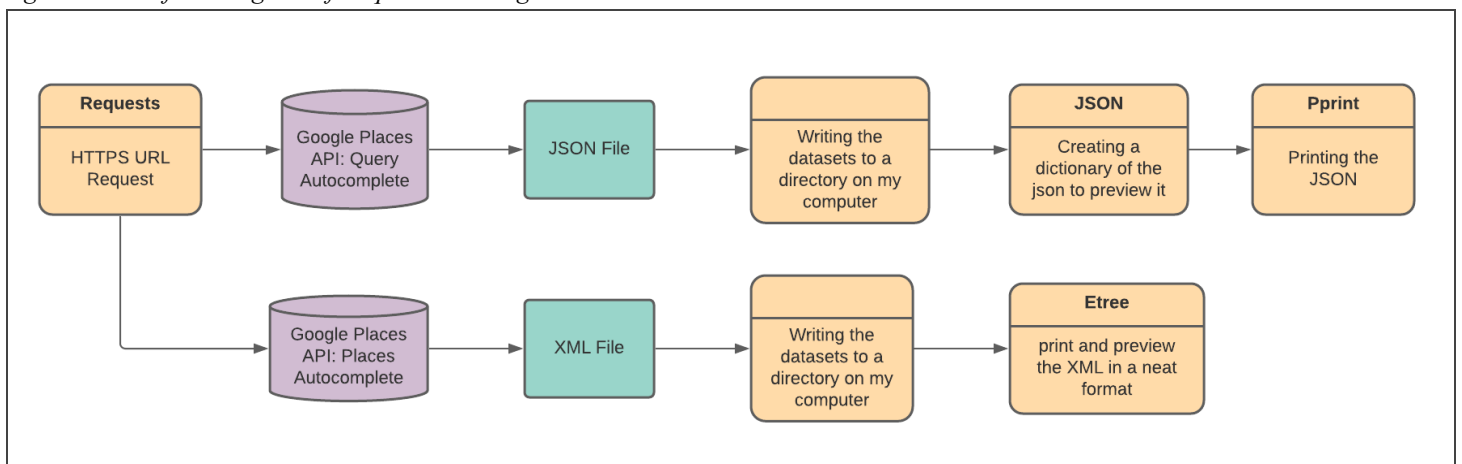 Requests
HTTPS URL
Request
Google Places
API: Query
Autocomplete
JSON File
Writing the
datasets to a
directory on my
computer
JSON
Creating a
dictionary of the
json to preview it
Pprint
Printing the
JSON
Google Places
API: Places
Autocomplete
XML File
Writing the
datasets to a
directory on my
computer
Etree
print and preview
the XML in a neat
format